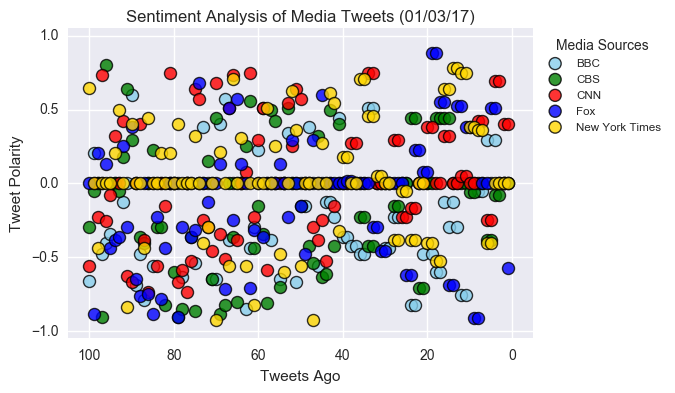 Sentiment Analysis of Media Tweets (01/03/17)
Media Sources
BBC
CBS
CNN
Fox
New York Times
Tweet Polarity
1.0
0.5
0.0
−0.5
−1.0
100
80
60
40
20
0
Tweets Ago